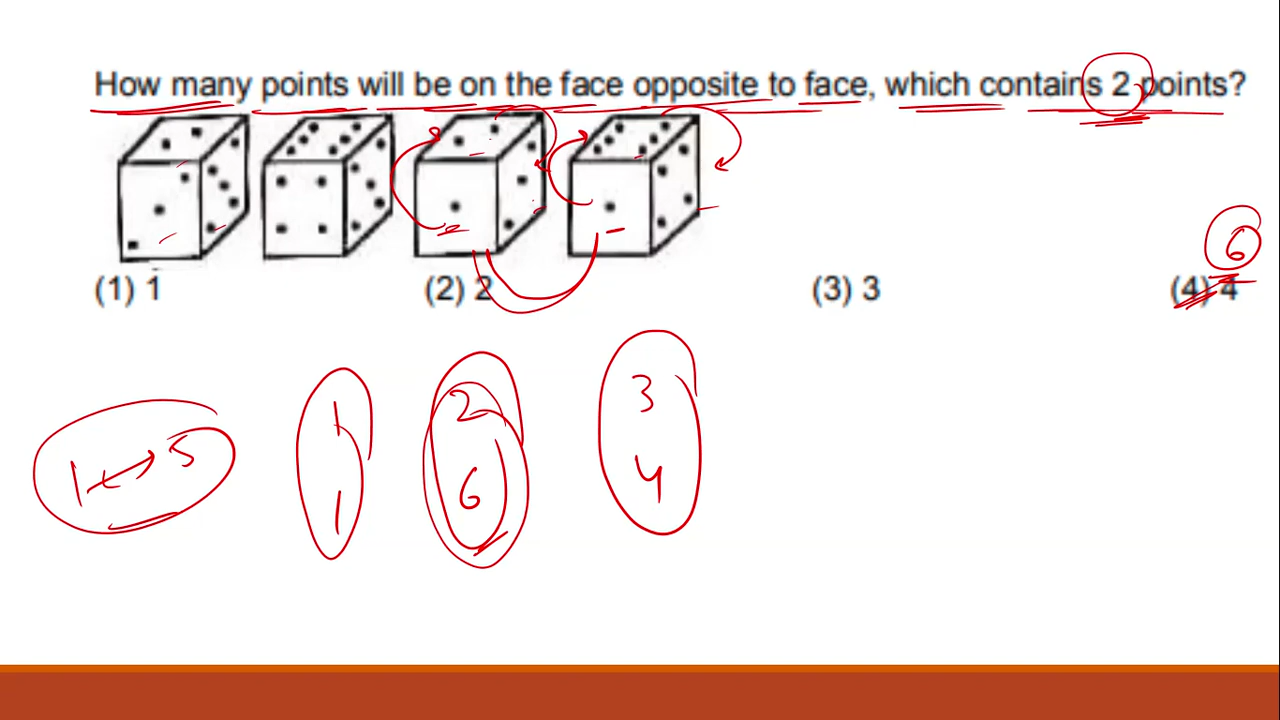 How many points will be on the face opposite to face, which contains 2 points?
6
(1) 1 (2) 2 (3) 3 (4) 4
1 2 3
1↔5
1 6 4